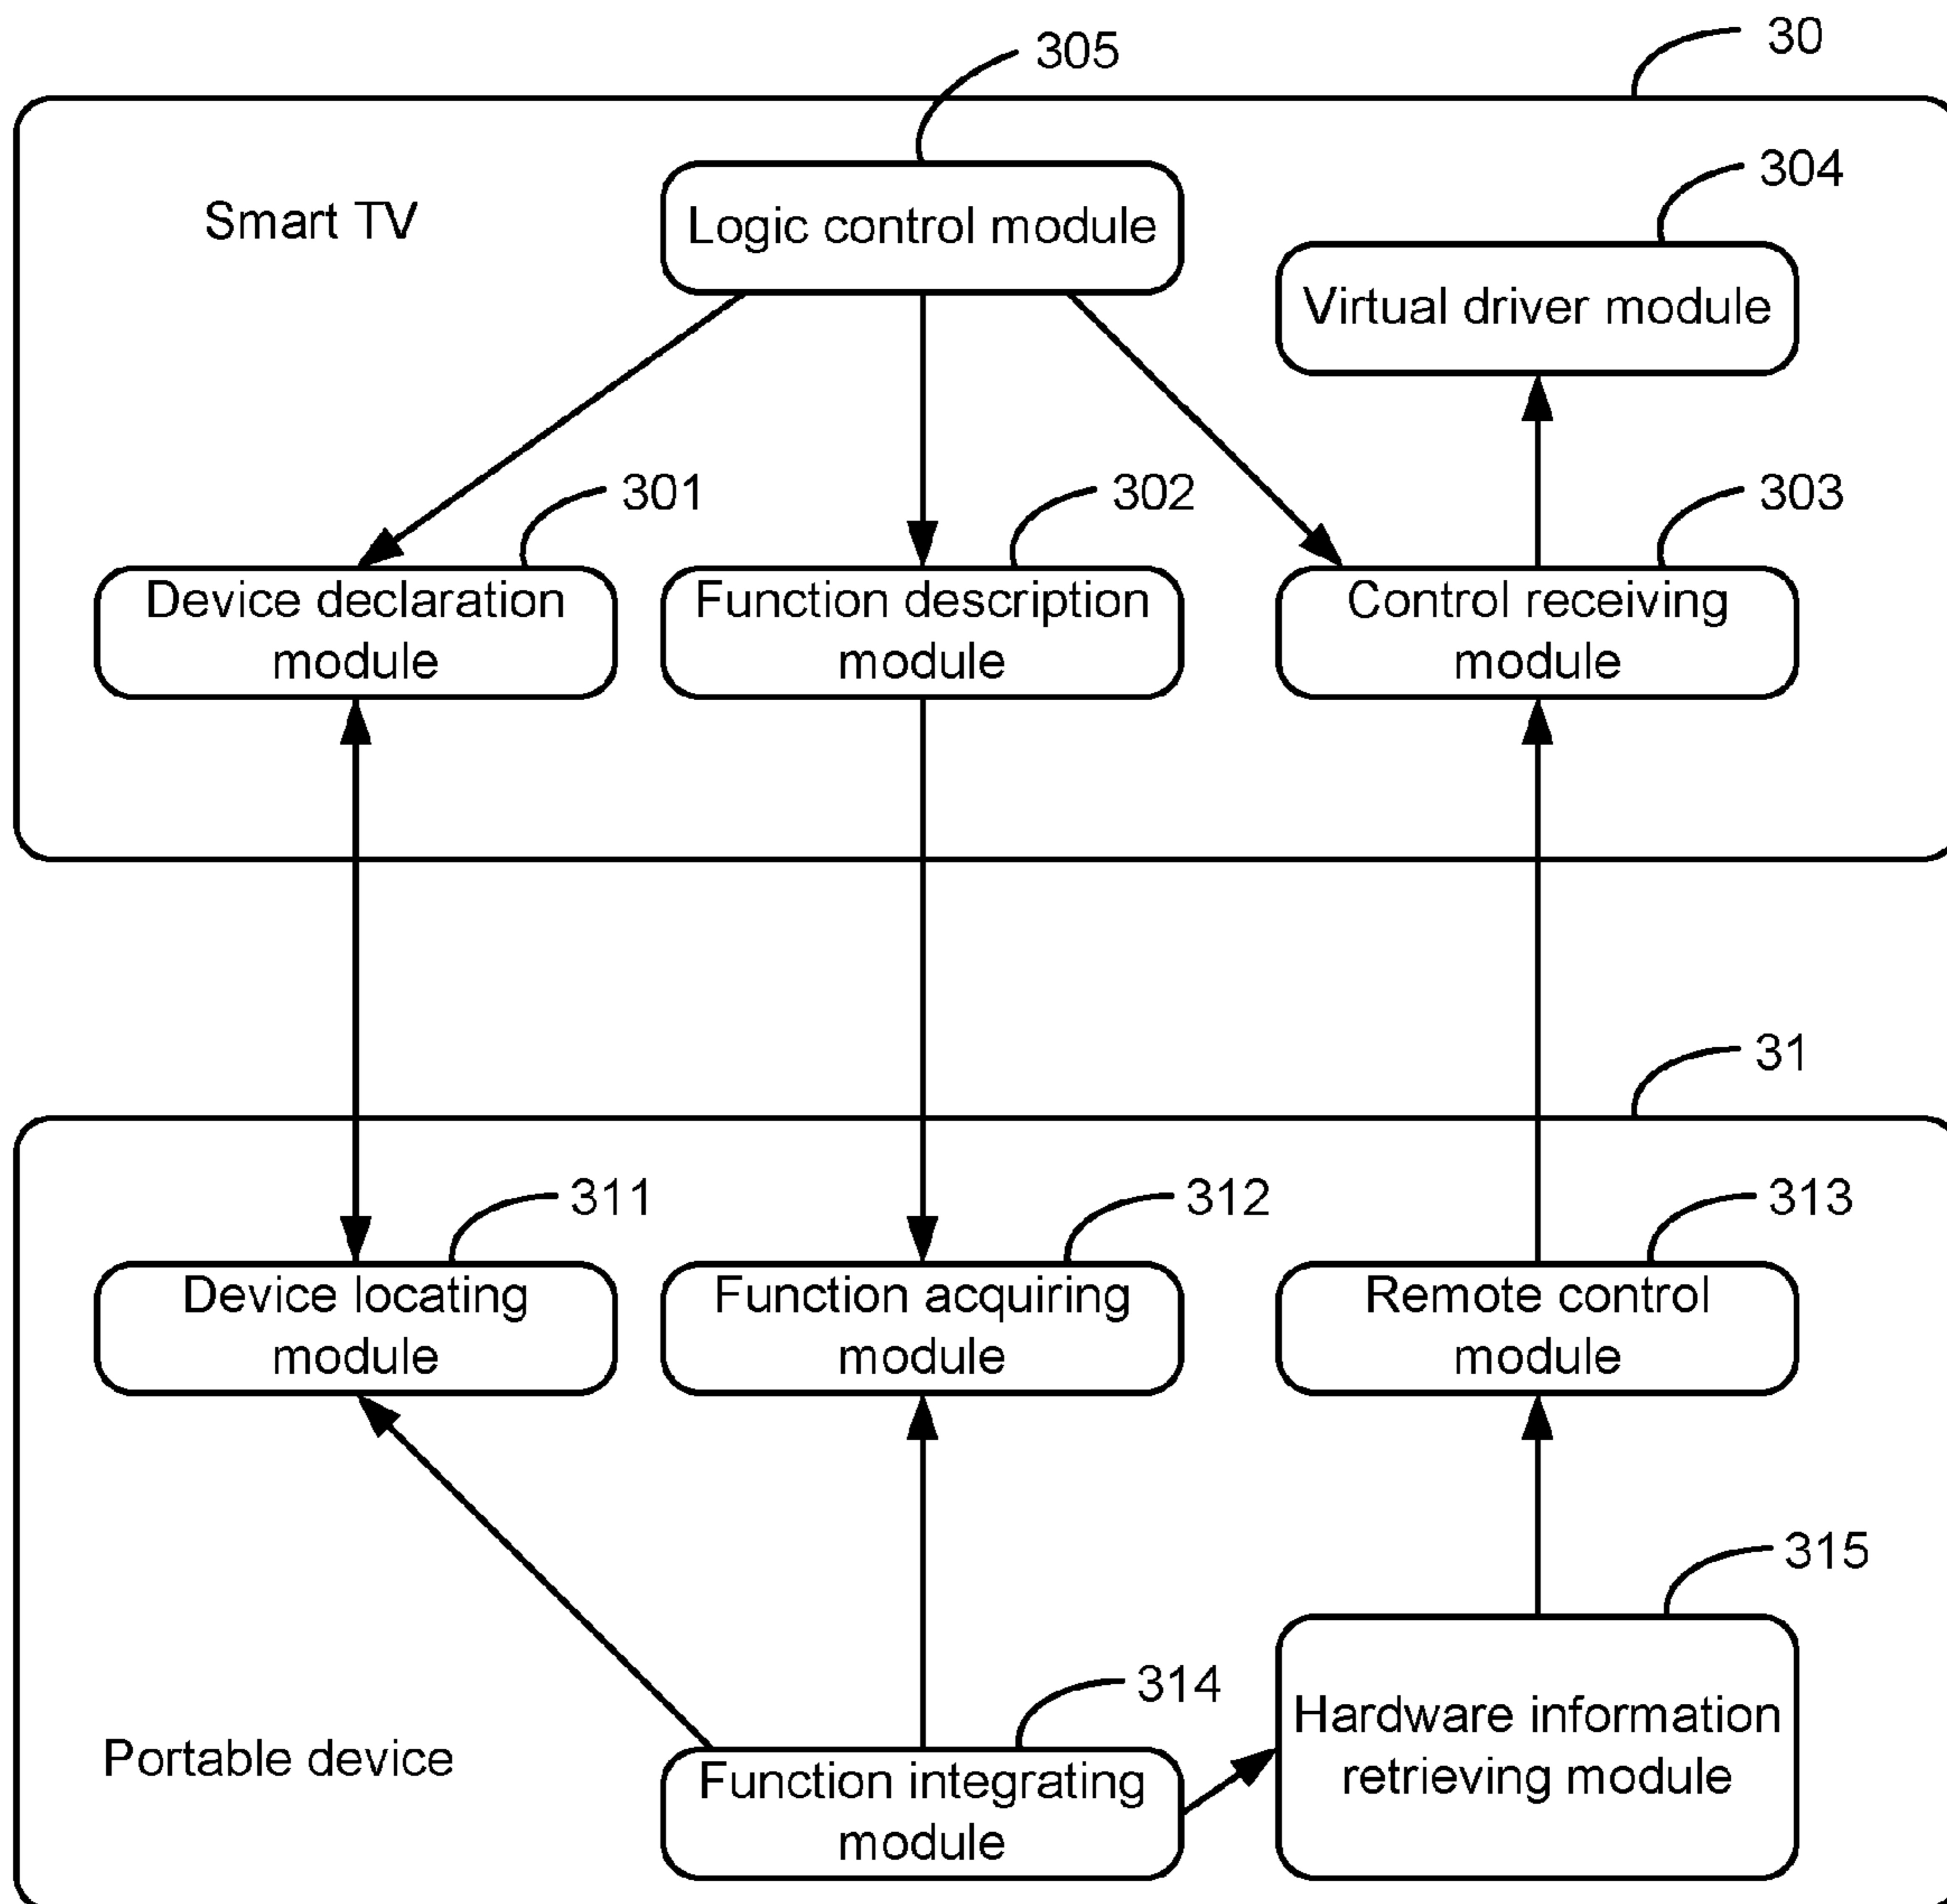 305
30
304
Smart TV
Logic control module
Virtual driver module
301
302
303
Device declaration
module
Function description
module
Control receiving
module
31
311
312
313
Device locating
module
Function acquiring
module
Remote control
module
315
314
Hardware information
retrieving module
Portable device
Function integrating
module